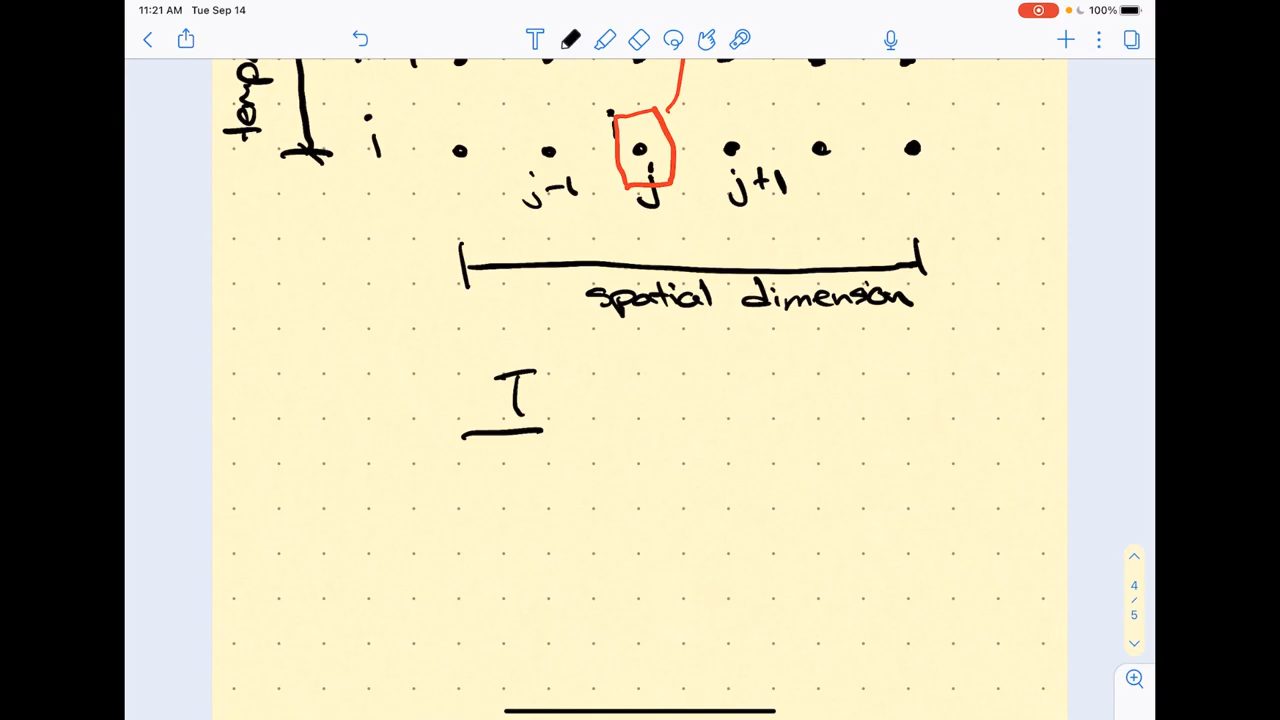 11:21 AM Tue Sep 14
100%
temp
i
j-1 j j+1
spatial dimension
T
4
/
5